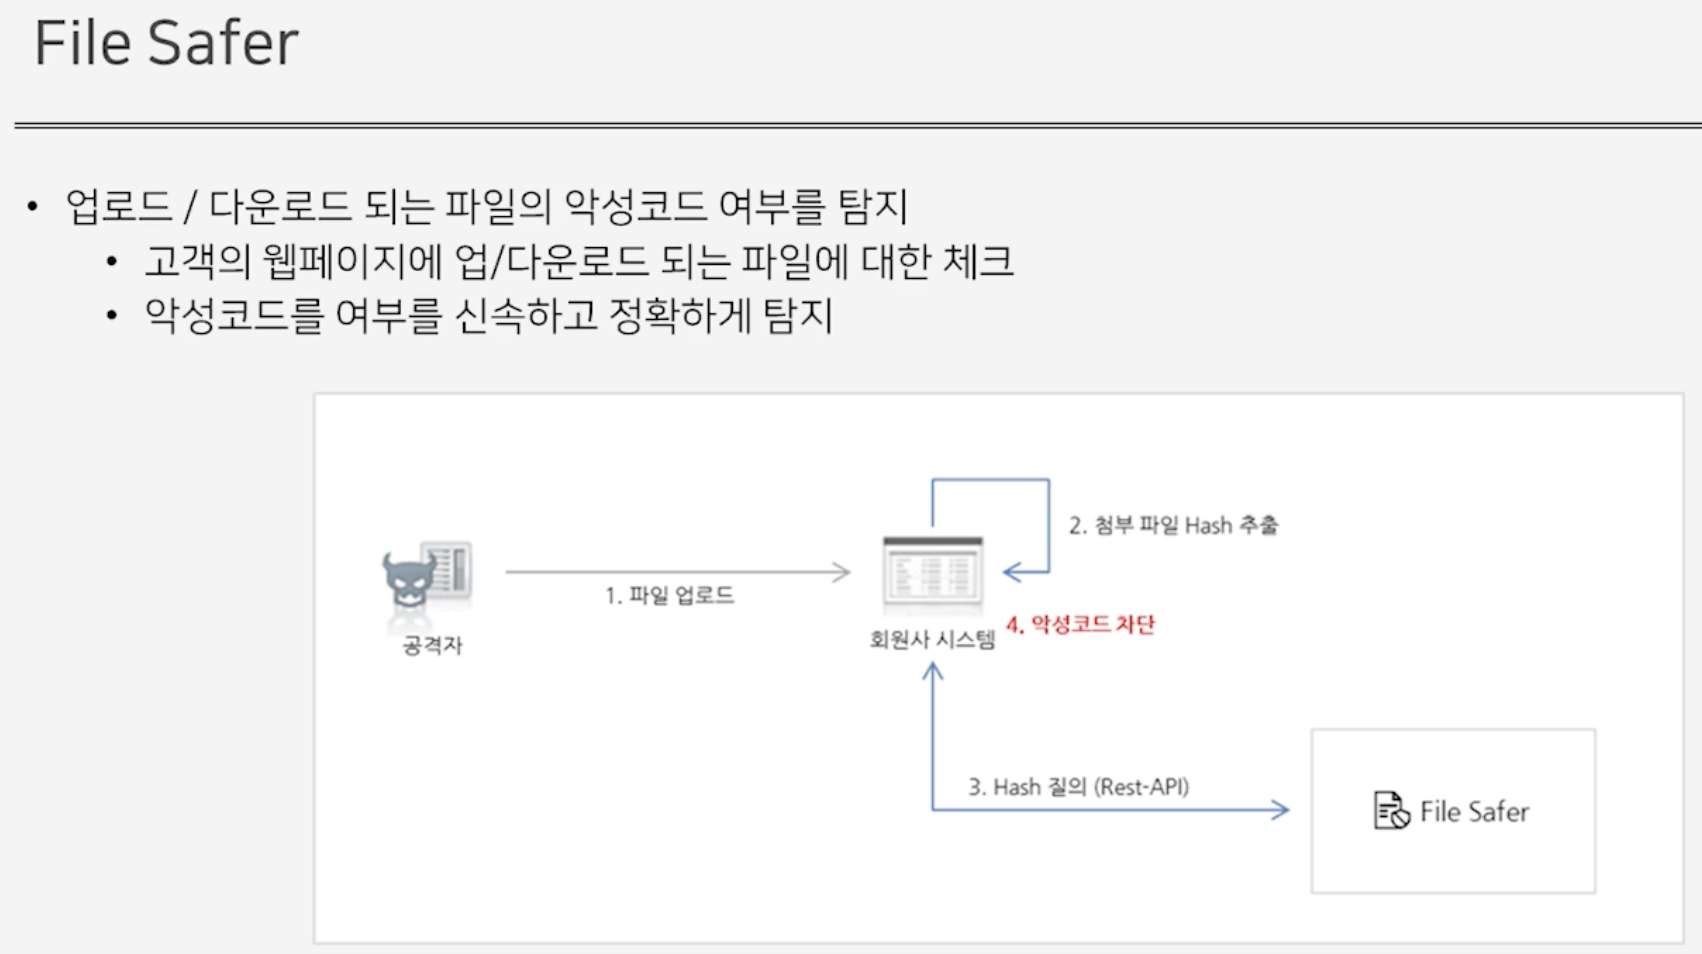 File Safer
• 업로드 / 다운로드 되는 파일의 악성코드 여부를 탐지
• 고객의 웹페이지에 업/다운로드 되는 파일에 대한 체크
• 악성코드를 여부를 신속하고 정확하게 탐지
2. 첨부 파일 Hash 추출
1. 파일 업로드
4. 악성코드 차단
공격자
회원사 시스템
3. Hash 질의 (Rest-API)
File Safer